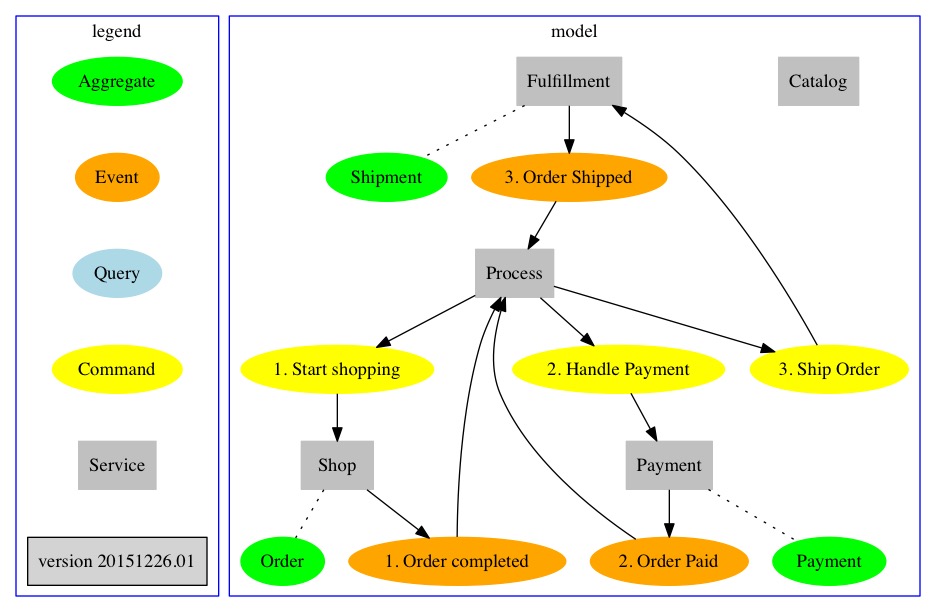 legend
Aggregate
Event
Query
Command
Service
version 20151226.01
model
Fulfillment
Catalog
Shipment
3. Order Shipped
Process
1. Start shopping
2. Handle Payment
3. Ship Order
Shop
Payment
Order
1. Order completed
2. Order Paid
Payment